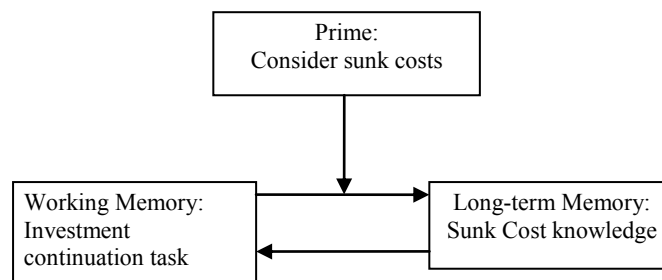 Prime:
Consider sunk costs
Working Memory:
Investment
continuation task
Long-term Memory:
Sunk Cost knowledge